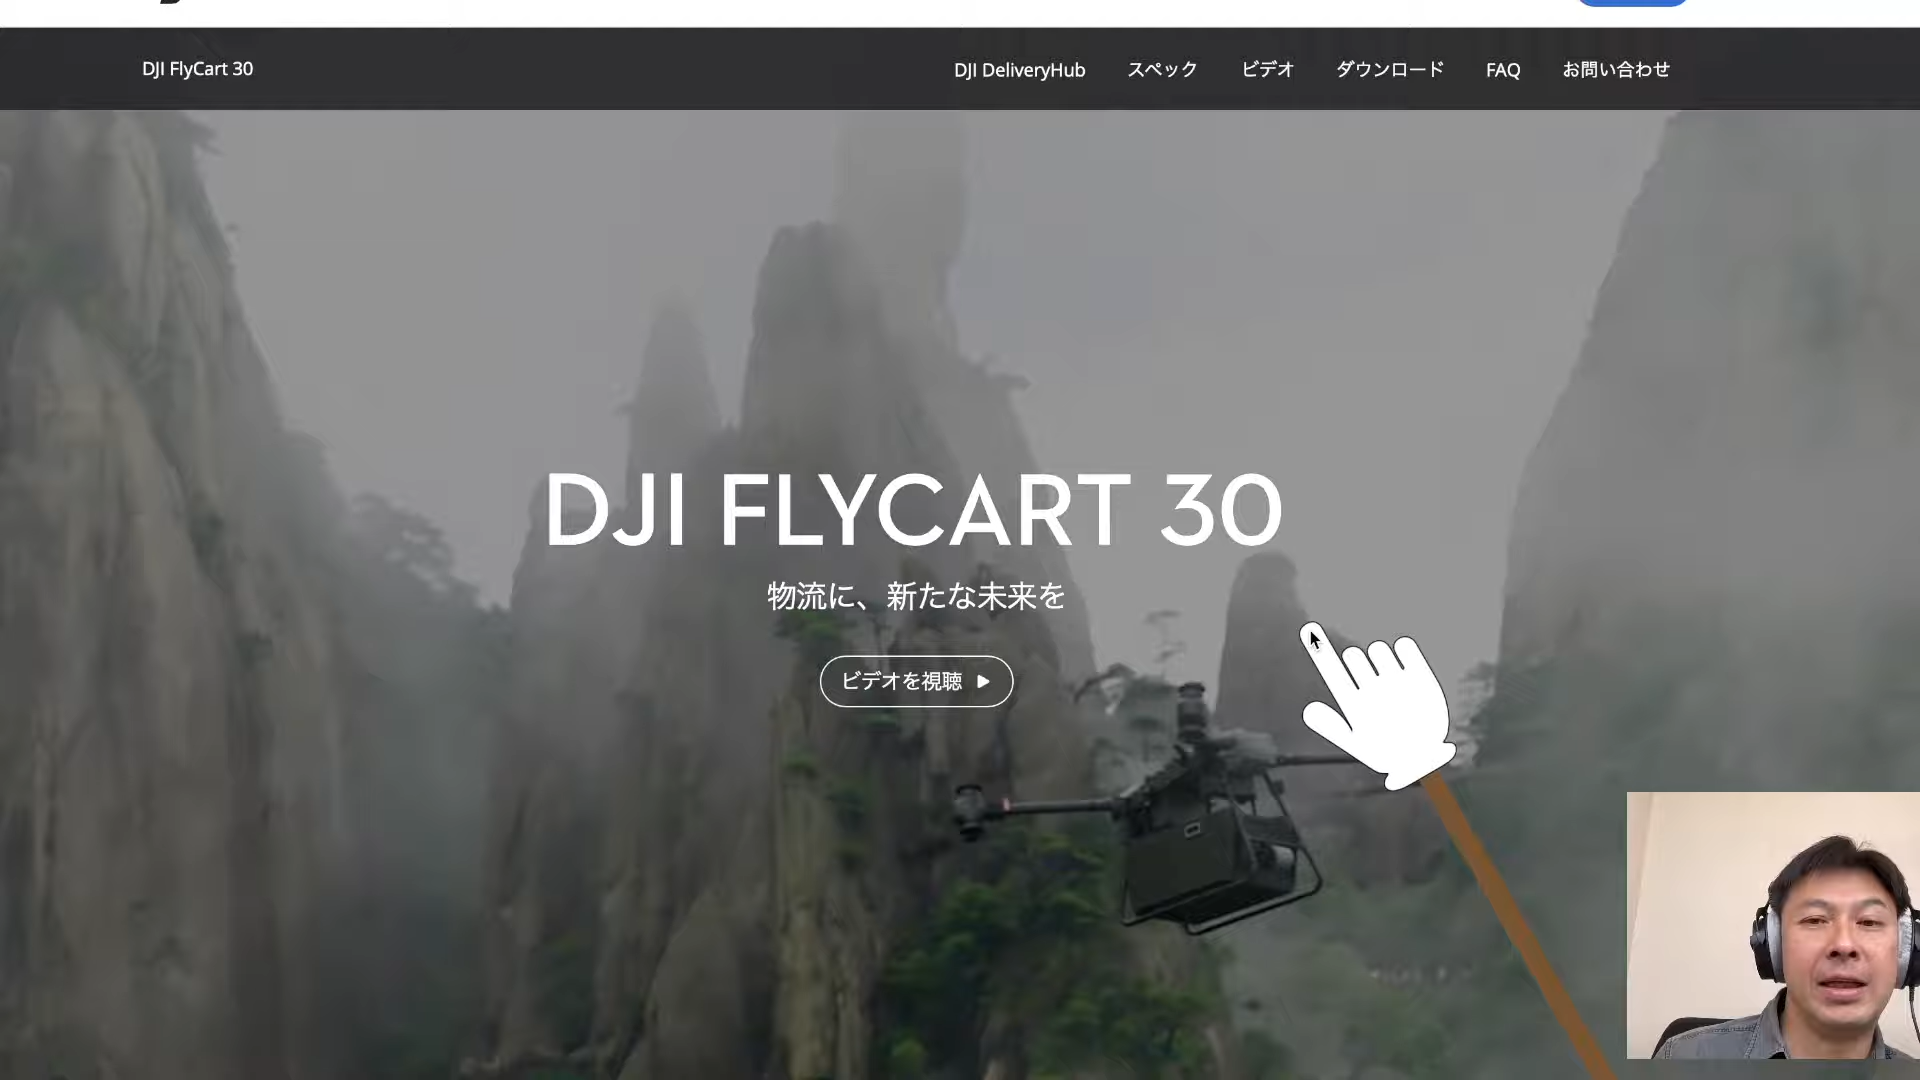 DJI FlyCart 30
DJI DeliveryHub
スペック
ビデオ
ダウンロード
FAQ
お問い合わせ
DJI FLYCART 30
物流に、新たな未来を
ビデオを視聴